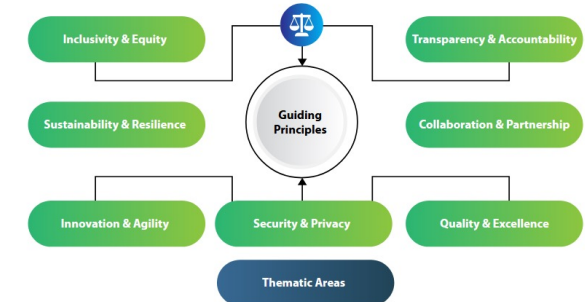 Inclusivity & Equity
Transparency & Accountability
Guiding
Principles
Sustainability & Resilience
Collaboration & Partnership
Innovation & Agility
Security & Privacy
Quality & Excellence
Thematic Areas